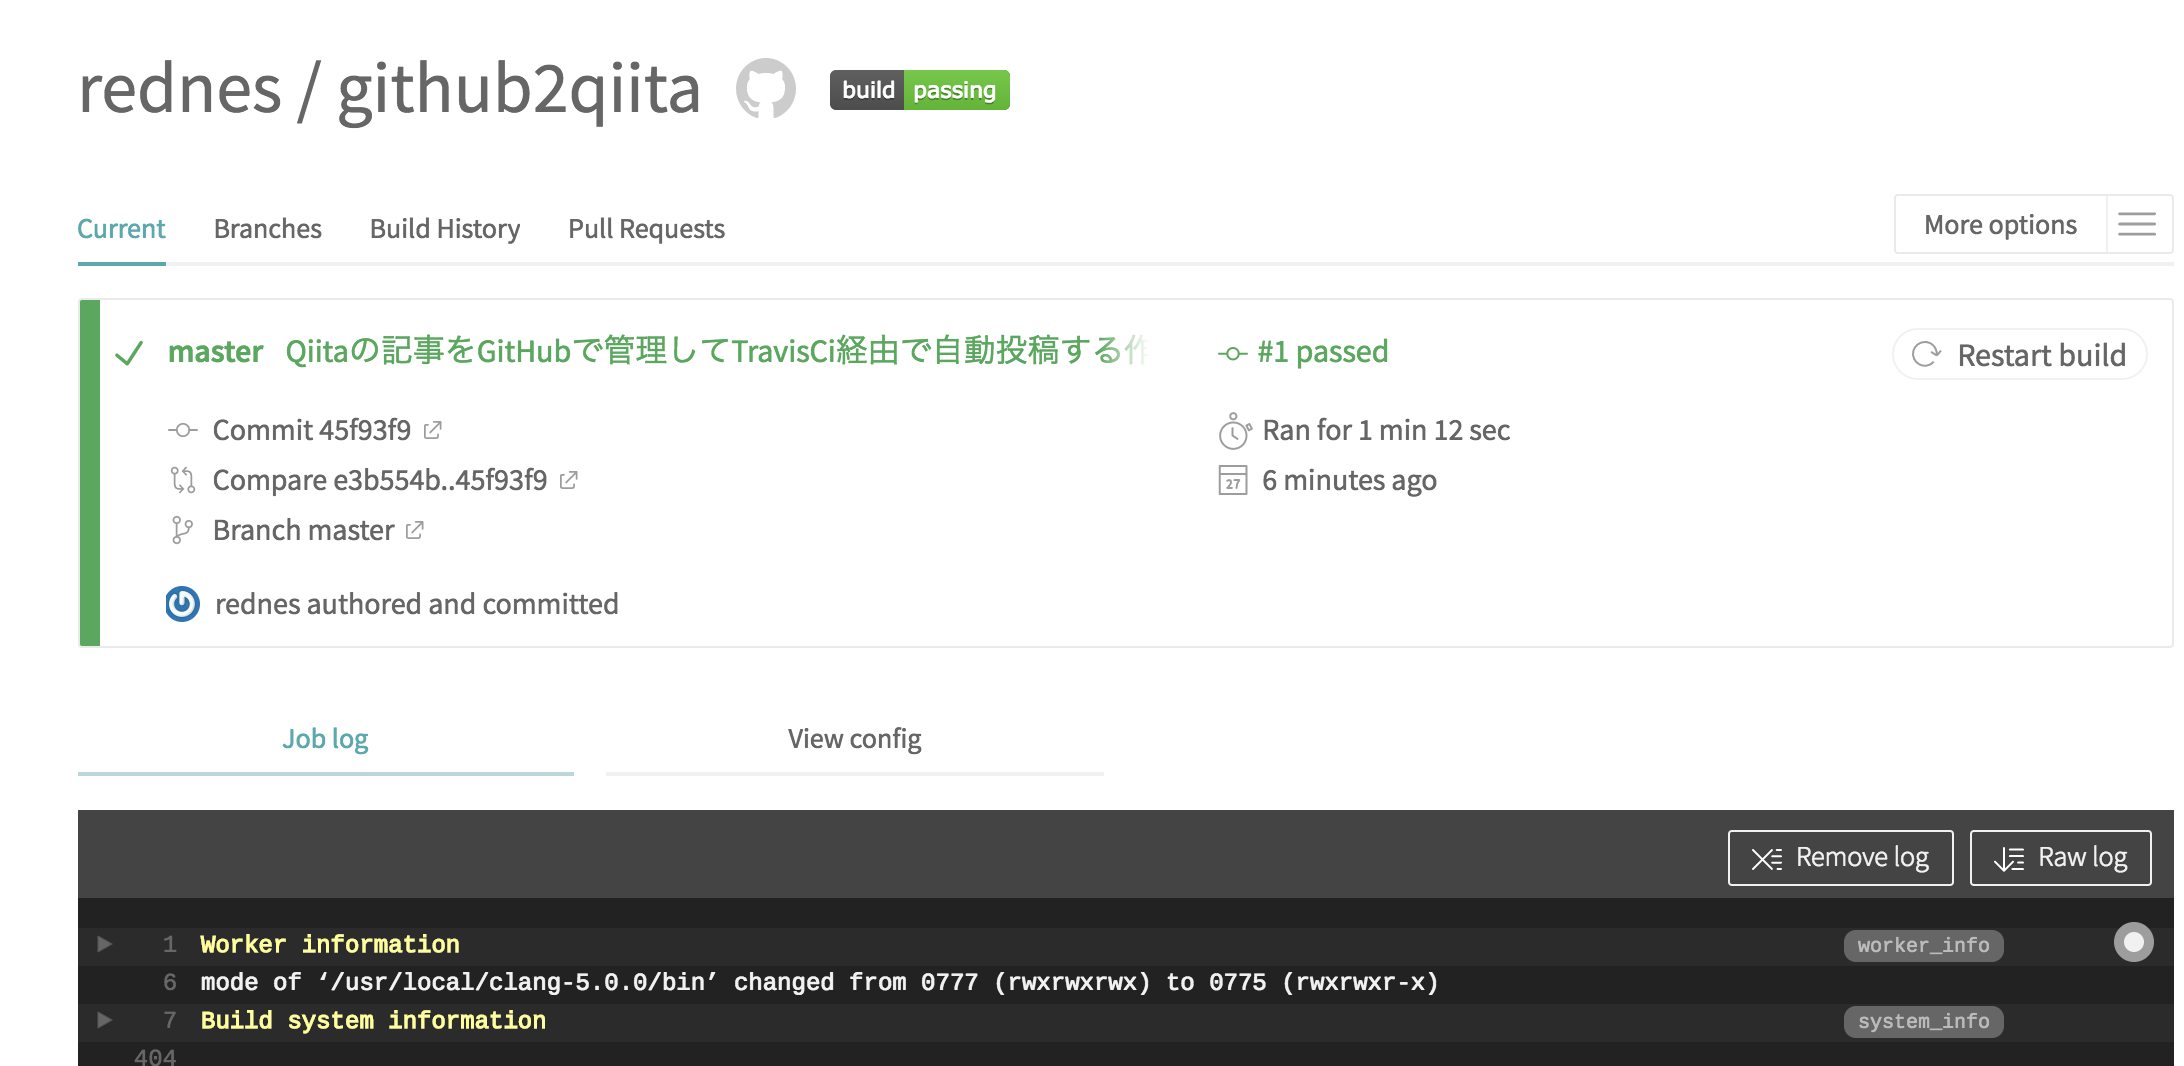 rednes / github2qiita build passing
Current Branches Build History Pull Requests More options
master Qiitaの記事をGitHubで管理してTravisCi経由で自動投稿する作 #1 passed Restart build
Commit 45f93f9 Ran for 1 min 12 sec
Compare e3b554b..45f93f9 27 6 minutes ago
Branch master
rednes authored and committed
Job log View config
Remove log Raw log
1 Worker information worker_info
6 mode of ‘/usr/local/clang-5.0.0/bin’ changed from 0777 (rwxrwxrwx) to 0775 (rwxrwxr-x)
7 Build system information system_info
404